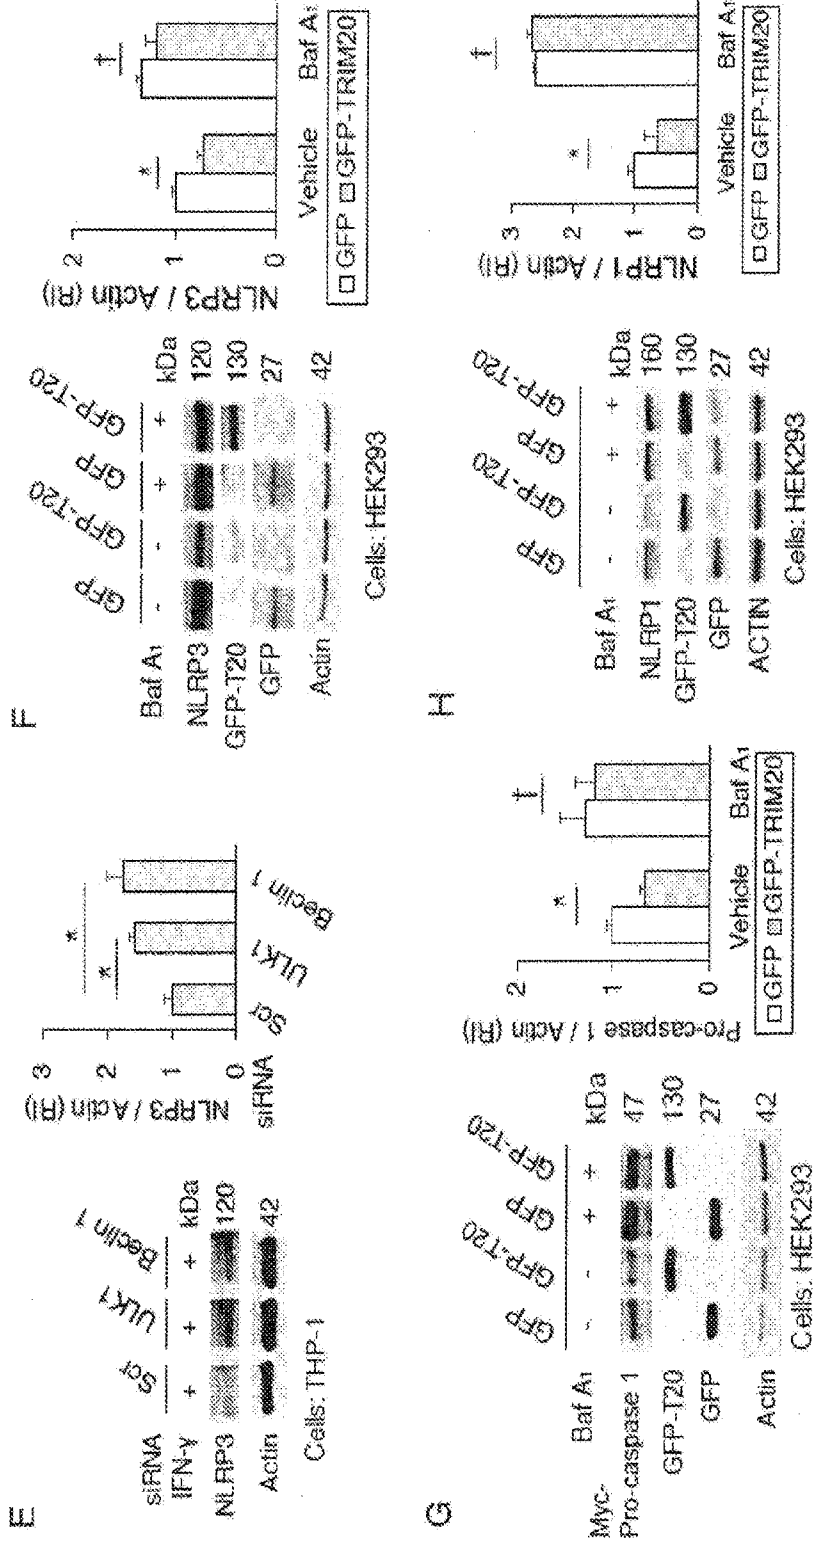 E
siRNA Scr ULK1 Beclin 1
IFN-γ + + + kDa
NLRP3 120
Actin 42
Cells: THP-1
NLRP3 / Actin (RI)
3
2
1
0
* *
siRNA Scr ULK1 Beclin 1
F
GFP GFP-T20 GFP GFP-T20
Baf A1 - - + + kDa
NLRP3 120
GFP-T20 130
GFP 27
Actin 42
Cells: HEK293
NLRP3 / Actin (RI)
2
1
0
* †
Vehicle Baf A1
GFP GFP-TRIM20
G
GFP GFP-T20 GFP GFP-T20
Baf A1 - - + + kDa
Myc-
Pro-caspase 1 47
GFP-T20 130
GFP 27
Actin 42
Cells: HEK293
Pro-caspase 1 / Actin (RI)
2
1
0
* †
Vehicle Baf A1
GFP GFP-TRIM20
H
GFP GFP-T20 GFP GFP-T20
Baf A1 - - + + kDa
NLRP1 160
GFP-T20 130
GFP 27
ACTIN 42
Cells: HEK293
NLRP1 / Actin (RI)
3
2
1
0
* †
Vehicle Baf A1
GFP GFP-TRIM20